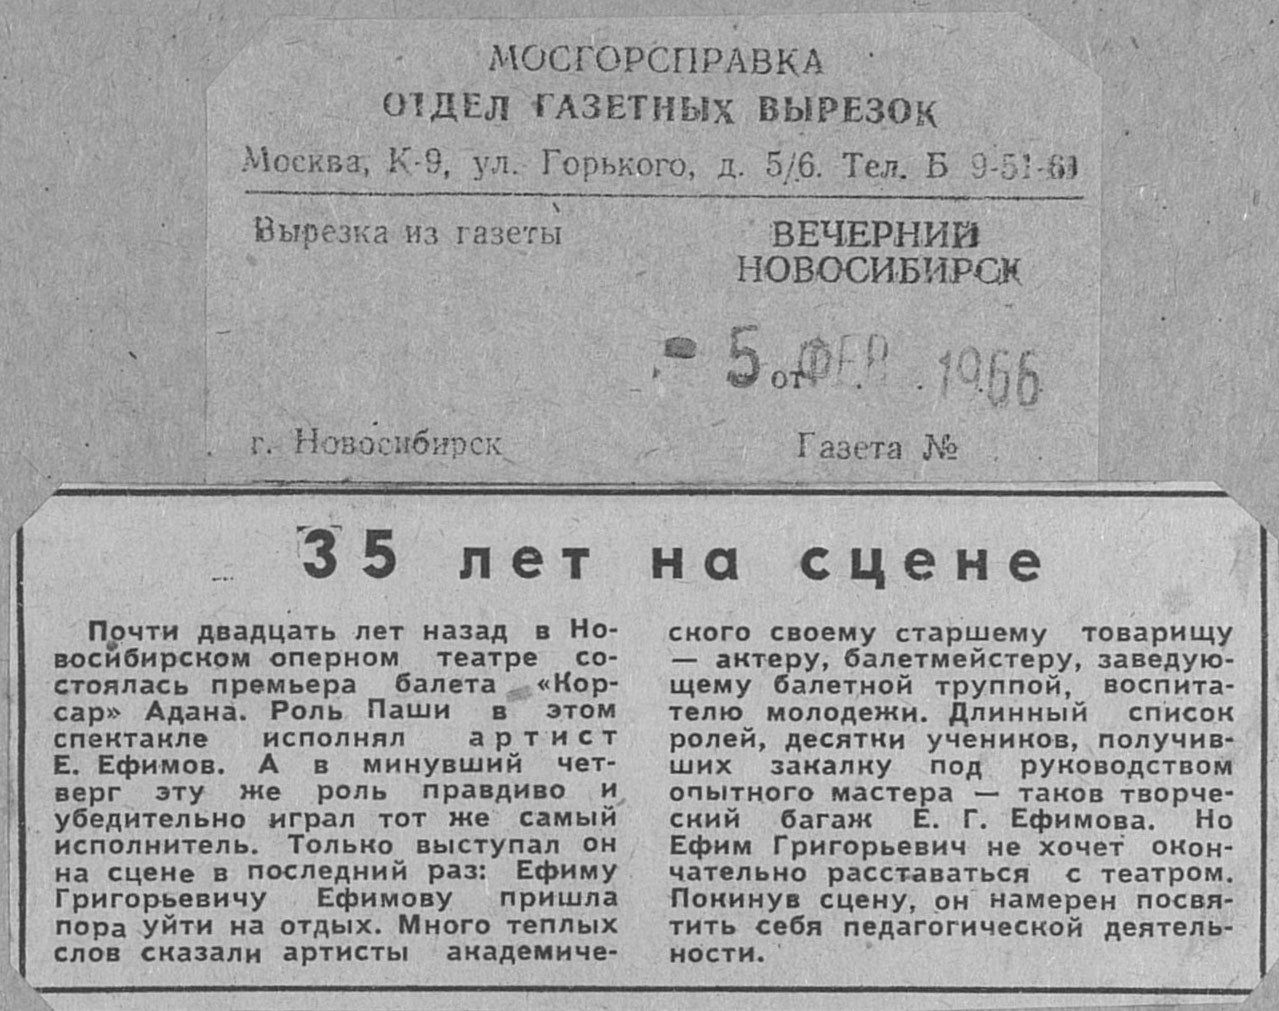 МОСГОРСПРАВКА
ОТДЕЛ ГАЗЕТНЫХ ВЫРЕЗОК
Москва, К-9, ул. Горького, д. 5/6. Тел. Б 9-51-61
Вырезка из газеты
ВЕЧЕРНИЙ
НОВОСИБИРСК
- 5 от ФЕВ 1966
г. Новосибирск
Газета №
35 лет на сцене
Почти двадцать лет назад в Но-
восибирском оперном театре со-
стоялась премьера балета «Кор-
сар» Адана. Роль Паши в этом
спектакле исполнял артист
Е. Ефимов. А в минувший чет-
верг эту же роль правдиво и
убедительно играл тот же самый
исполнитель. Только выступал он
на сцене в последний раз: Ефиму
Григорьевичу Ефимову пришла
пора уйти на отдых. Много теплых
слов сказали артисты академиче-
ского своему старшему товарищу
— актеру, балетмейстеру, заведую-
щему балетной труппой, воспита-
телю молодежи. Длинный список
ролей, десятки учеников, получив-
ших закалку под руководством
опытного мастера — таков творче-
ский багаж Е. Г. Ефимова. Но
Ефим Григорьевич не хочет окон-
чательно расставаться с театром.
Покинув сцену, он намерен посвя-
тить себя педагогической деятель-
ности.